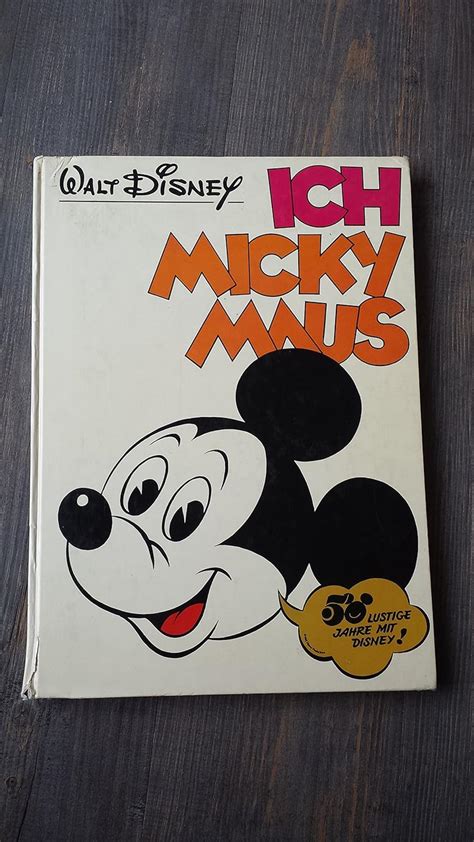 WALT DISNEY
ICH
MICKY
MAUS
50 LUSTIGE
JAHRE MIT
DISNEY!